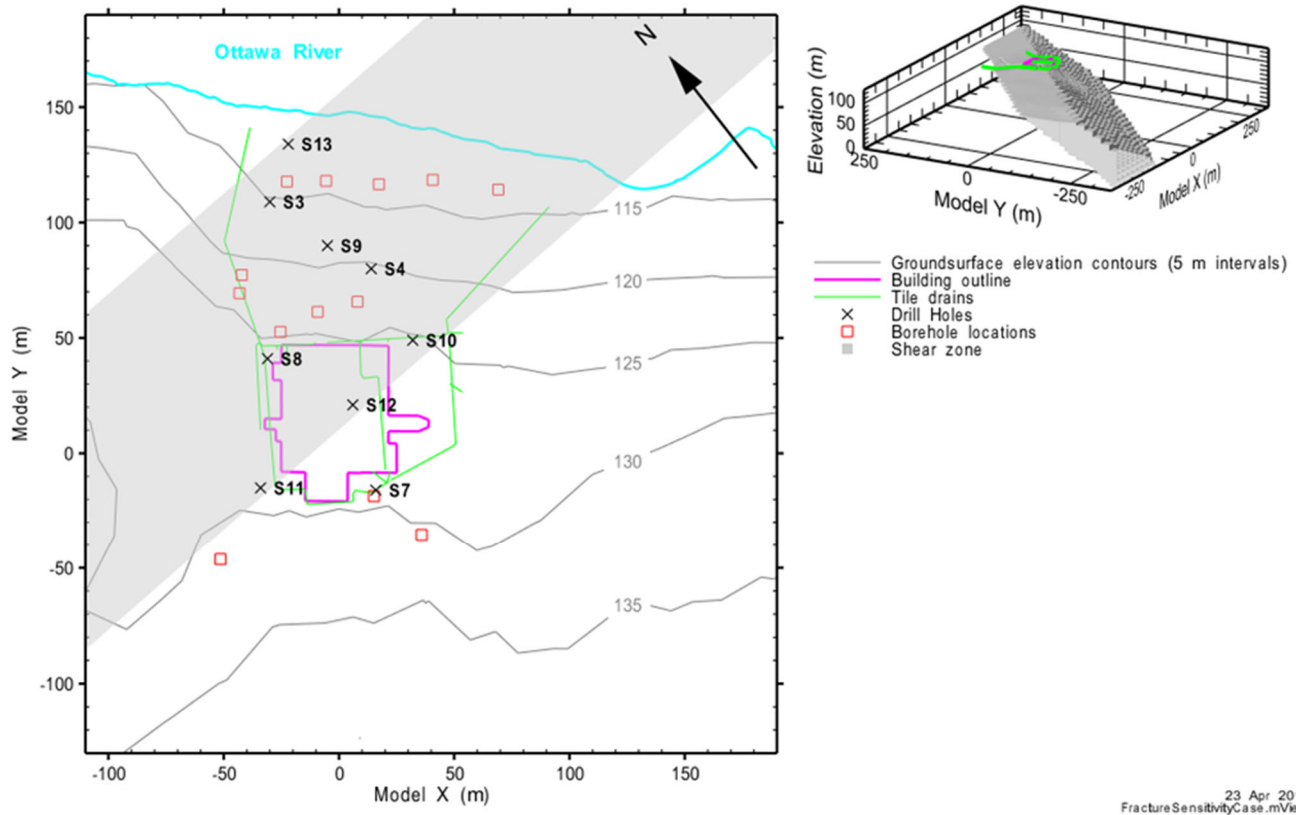 Ottawa River
N
150
100
50
0
-50
-100
Model Y (m)
-100
-50
0
50
100
150
Model X (m)
S13
S3
S9
S4
S10
S8
S12
S11
S7
115
120
125
130
135
Elevation (m)
100
50
0
250
0
-250
Model Y (m)
-250
0
250
Model X (m)
Groundsurface elevation contours (5 m intervals)
Building outline
Tile drains
Drill Holes
Borehole locations
Shear zone
23 Apr 201
FractureSensitivityCase.mVie